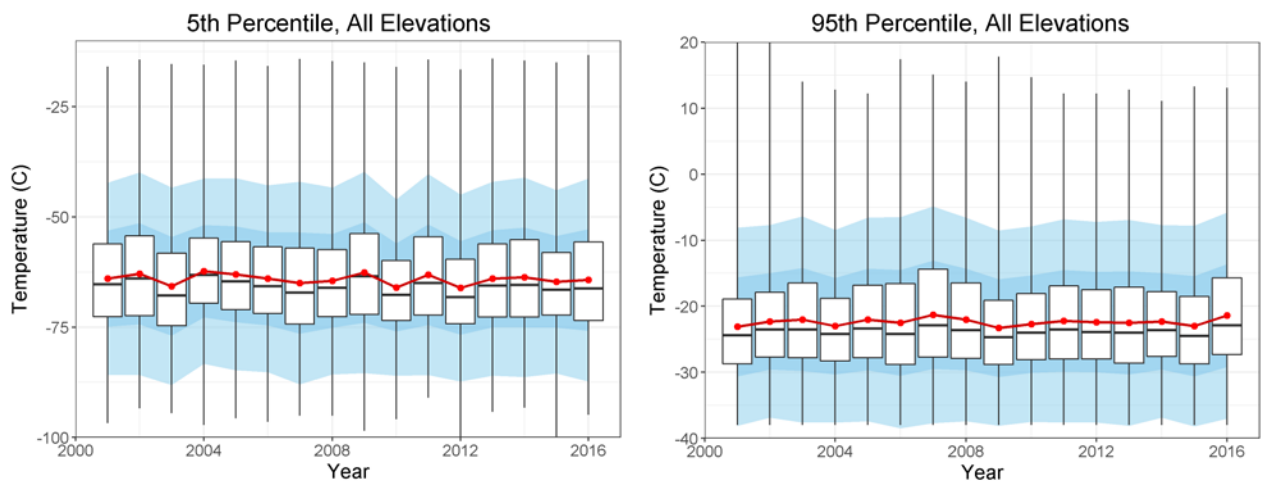 5th Percentile, All Elevations
Temperature (C)
-25
-50
-75
-100
2000 2004 2008 2012 2016
Year
95th Percentile, All Elevations
Temperature (C)
20
10
0
-10
-20
-30
-40
2000 2004 2008 2012 2016
Year